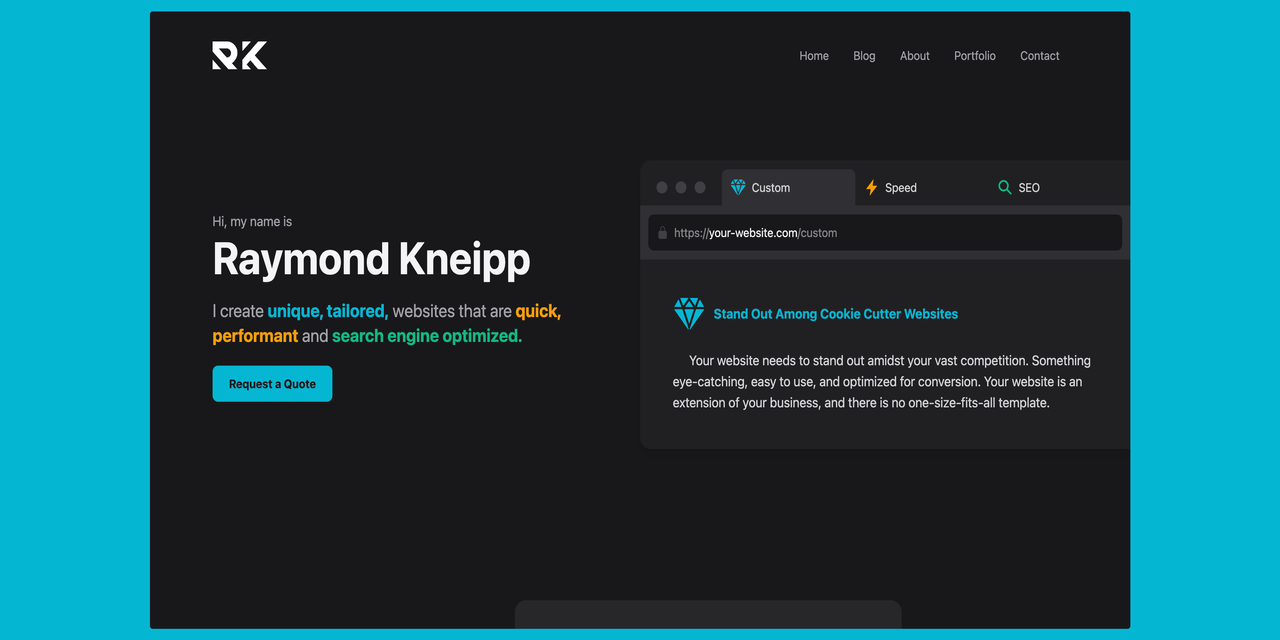 RK
Home Blog About Portfolio Contact
Hi, my name is
Raymond Kneipp
I create unique, tailored, websites that are quick,
performant and search engine optimized.
Request a Quote
Custom Speed SEO
https://your-website.com/custom
Stand Out Among Cookie Cutter Websites
Your website needs to stand out amidst your vast competition. Something
eye-catching, easy to use, and optimized for conversion. Your website is an
extension of your business, and there is no one-size-fits-all template.